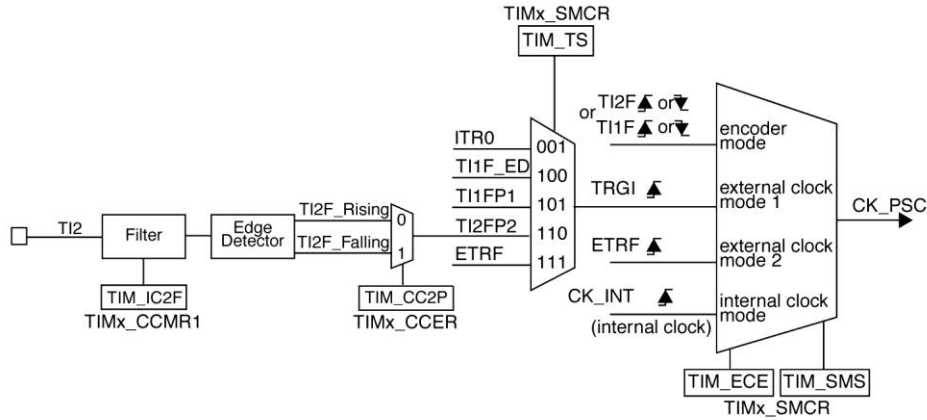 TIMx_SMCR
TIM_TS
or TI2F or
TI1F or
encoder
mode
ITR0
001
TI1F_ED
100
TI1FP1
101
TRGI
external clock
mode 1
CK_PSC
TI2
Filter
Edge
Detector
TI2F_Rising
0
TI2F_Falling
1
TI2FP2
110
ETRF
111
ETRF
external clock
mode 2
TIM_IC2F
TIMx_CCMR1
TIM_CC2P
TIMx_CCER
CK_INT
(internal clock)
internal clock
mode
TIM_ECE
TIM_SMS
TIMx_SMCR